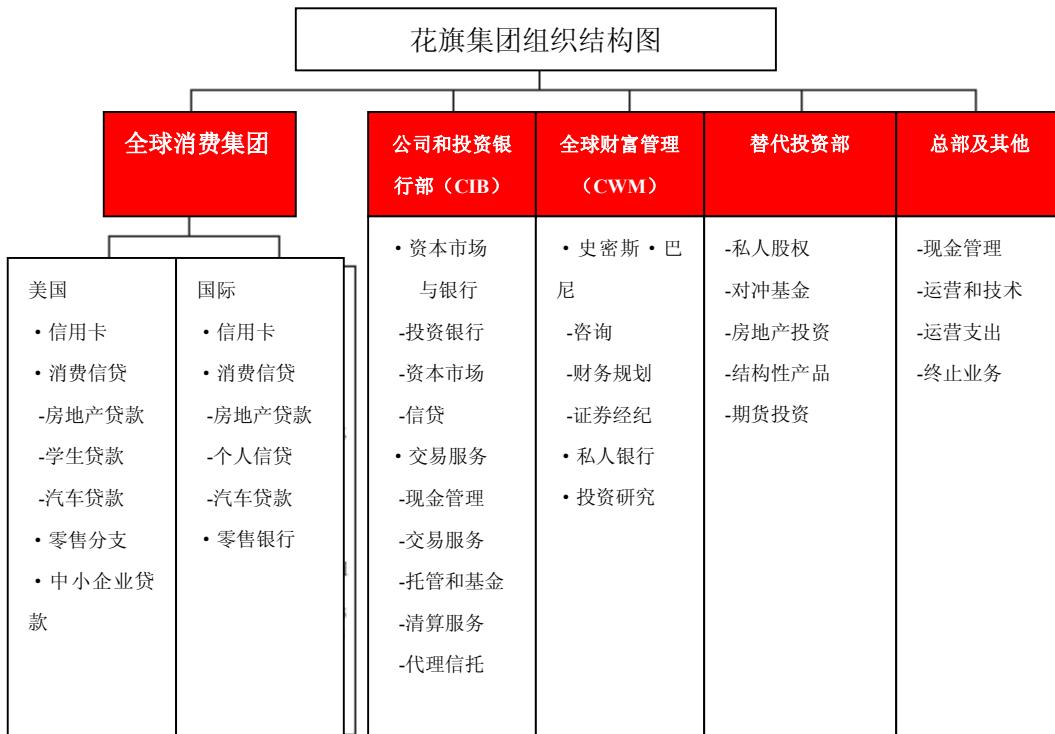 花旗集团组织结构图
全球消费集团
美国
・信用卡
・消费信贷
-房地产贷款
-学生贷款
-汽车贷款
・零售分支
・中小企业贷
款
国际
・信用卡
・消费信贷
-房地产贷款
-个人信贷
-汽车贷款
・零售银行
公司和投资银
行部（CIB）
・资本市场
与银行
-投资银行
-资本市场
-信贷
・交易服务
-现金管理
-交易服务
-托管和基金
-清算服务
-代理信托
全球财富管理
（CWM）
・史密斯・巴
尼
-咨询
-财务规划
-证券经纪
・私人银行
・投资研究
替代投资部
-私人股权
-对冲基金
-房地产投资
-结构性产品
-期货投资
总部及其他
-现金管理
-运营和技术
-运营支出
-终止业务